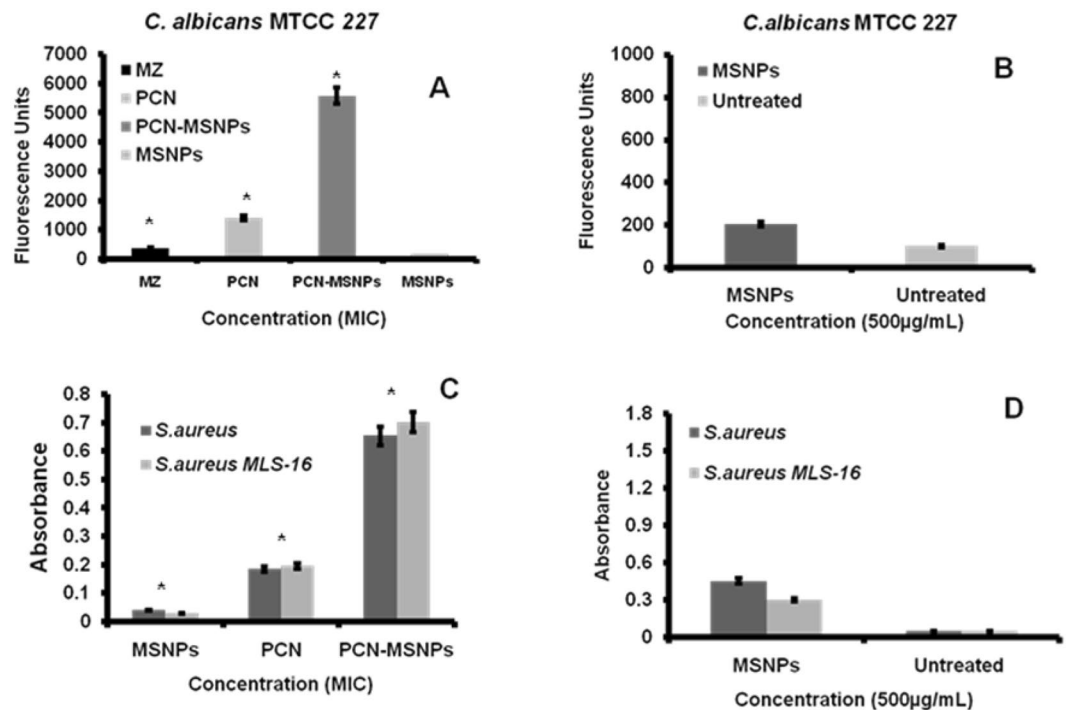 C. albicans MTCC 227
A
Fluorescence Units
7000
6000
5000
4000
3000
2000
1000
0
MZ
PCN
PCN-MSNPs
MSNPs
*
*
*
MZ PCN PCN-MSNPs MSNPs
Concentration (MIC)
C.albicans MTCC 227
B
Fluorescence Units
1000
800
600
400
200
0
MSNPs
Untreated
MSNPs Untreated
Concentration (500µg/mL)
C
Absorbance
0.8
0.7
0.6
0.5
0.4
0.3
0.2
0.1
0
S.aureus
S.aureus MLS-16
*
*
*
MSNPs PCN PCN-MSNPs
Concentration (MIC)
D
Absorbance
1.8
1.5
1.2
0.9
0.6
0.3
0
S.aureus
S.aureus MLS-16
MSNPs Untreated
Concentration (500µg/mL)